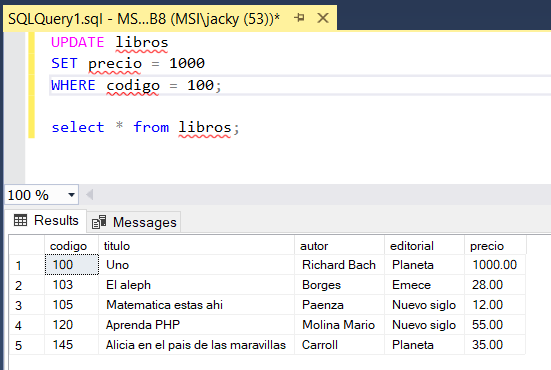 SQLQuery1.sql - MS...B8 (MSI\jacky (53))*
UPDATE libros
SET precio = 1000
WHERE codigo = 100;
select * from libros;
100 %
Results Messages
codigo titulo autor editorial precio
1 100 Uno Richard Bach Planeta 1000.00
2 103 El aleph Borges Emece 28.00
3 105 Matematica estas ahi Paenza Nuevo siglo 12.00
4 120 Aprenda PHP Molina Mario Nuevo siglo 55.00
5 145 Alicia en el pais de las maravillas Carroll Planeta 35.00